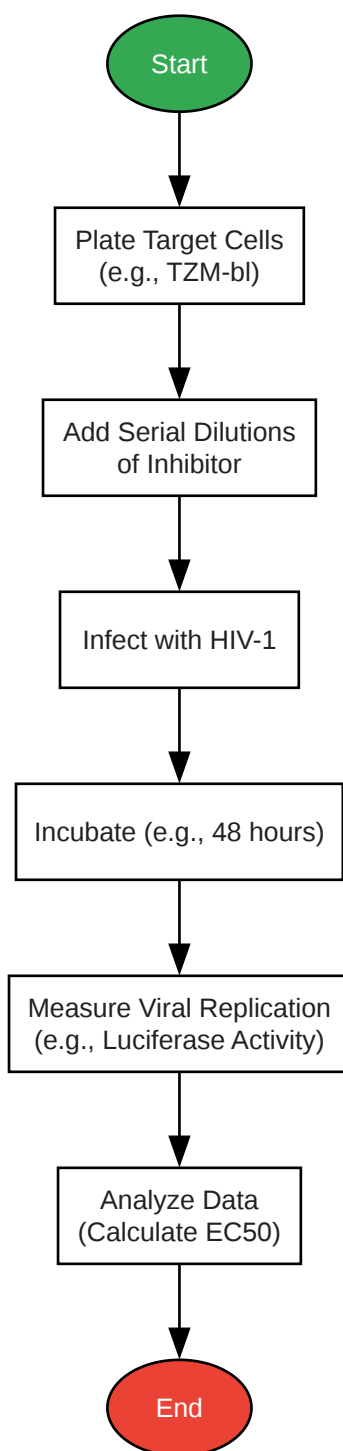 Start
Plate Target Cells
(e.g., TZM-bl)
Add Serial Dilutions
of Inhibitor
Infect with HIV-1
Incubate (e.g., 48 hours)
Measure Viral Replication
(e.g., Luciferase Activity)
Analyze Data
(Calculate EC50)
End